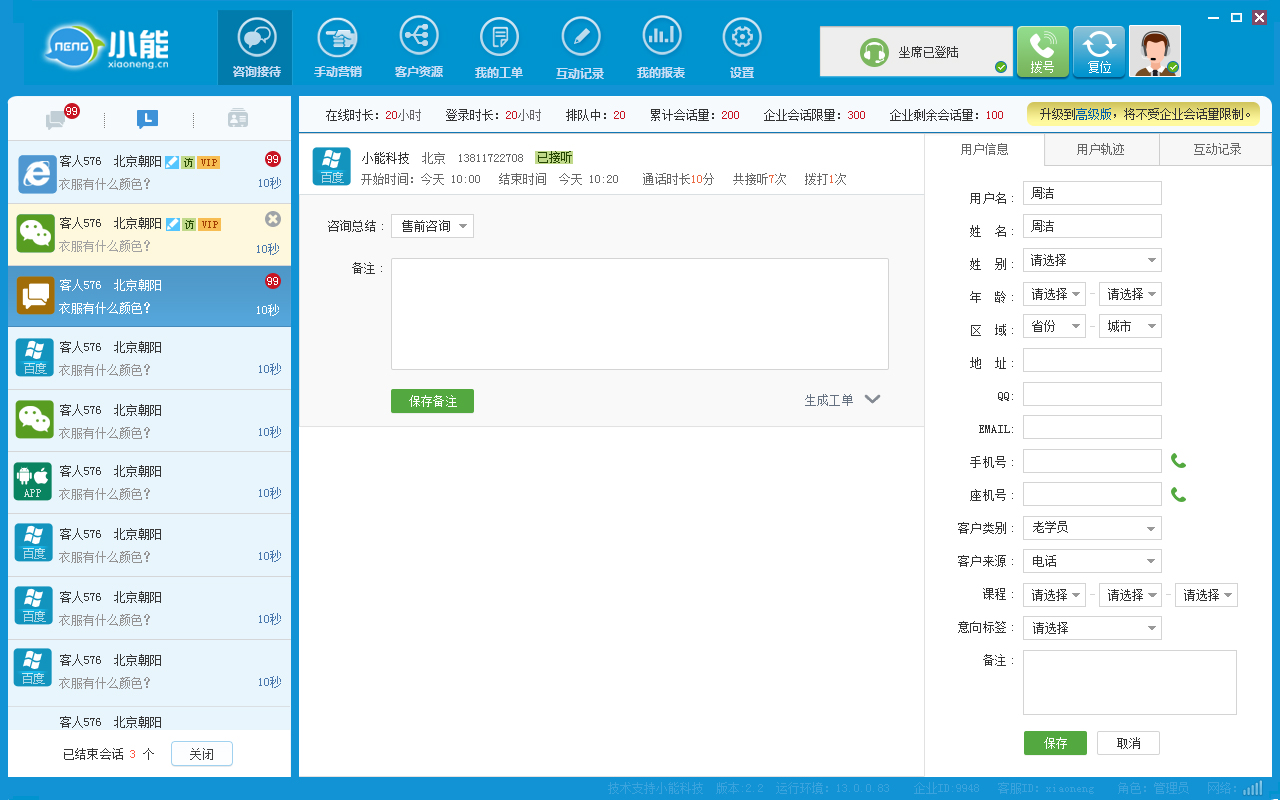 NENG 小能
xiaoneng.cn
咨询接待 手动营销 客户资源 我的工单 互动记录 我的报表 设置
坐席已登陆
拨号 复位
99
在线时长：20小时 登录时长：20小时 排队中：20 累计会话量：200 企业会话限量：300 企业剩余会话量：100
升级到高级版，将不受企业会话量限制。
客人576 北京朝阳 访 VIP 99
衣服有什么颜色? 10秒
客人576 北京朝阳 访 VIP
衣服有什么颜色? 10秒
客人576 北京朝阳 99
衣服有什么颜色? 10秒
百度
客人576 北京朝阳
衣服有什么颜色? 10秒
客人576 北京朝阳
衣服有什么颜色? 10秒
APP
客人576 北京朝阳
衣服有什么颜色? 10秒
百度
客人576 北京朝阳
衣服有什么颜色? 10秒
百度
客人576 北京朝阳
衣服有什么颜色? 10秒
百度
客人576 北京朝阳
衣服有什么颜色? 10秒
客人576 北京朝阳
已结束会话 3 个 关闭
百度
小能科技 北京 13811722708 已接听
开始时间：今天 10:00 结束时间 今天 10:20 通话时长10分 共接听7次 拨打1次
咨询总结： 售前咨询
备注：
保存备注 生成工单
用户信息 用户轨迹 互动记录
用户名： 周洁
姓 名： 周洁
姓 别： 请选择
年 龄： 请选择 - 请选择
区 域： 省份 - 城市
地 址：
QQ:
EMAIL:
手机号：
座机号：
客户类别： 老学员
客户来源： 电话
课程： 请选择 - 请选择 - 请选择
意向标签： 请选择
备注：
保存 取消
技术支持小能科技 版本:2.2 运行环境：13.0.0.83 企业ID:9948 客服ID：xiaoneng 角色：管理员 网络：